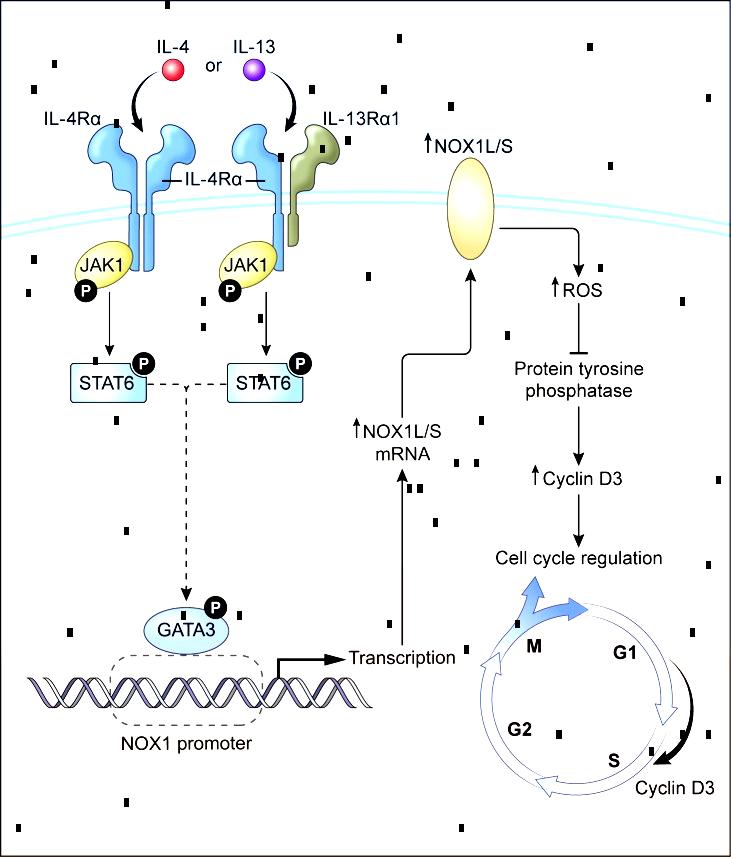 IL-4 or IL-13
IL-4Rα
IL-13Rα1
IL-4Rα
↑NOX1L/S
JAK1
P
JAK1
P
↑ROS
STAT6
P
STAT6
P
Protein tyrosine
phosphatase
↑NOX1L/S
mRNA
↑Cyclin D3
Cell cycle regulation
GATA3
P
Transcription
NOX1 promoter
M
G1
G2
S
Cyclin D3